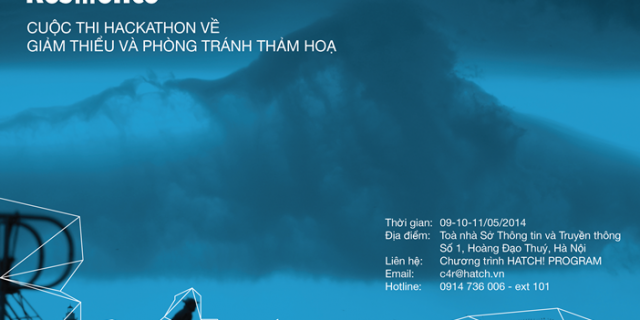 CUỘC THI HACKATHON VỀ
GIẢM THIỂU VÀ PHÒNG TRÁNH THẢM HOẠ
Thời gian: 09-10-11/05/2014
Địa điểm: Toà nhà Sở Thông tin và Truyền thông
Số 1, Hoàng Đạo Thuý, Hà Nội
Liên hệ: Chương trình HATCH! PROGRAM
Email: c4r@hatch.vn
Hotline: 0914 736 006 - ext 101